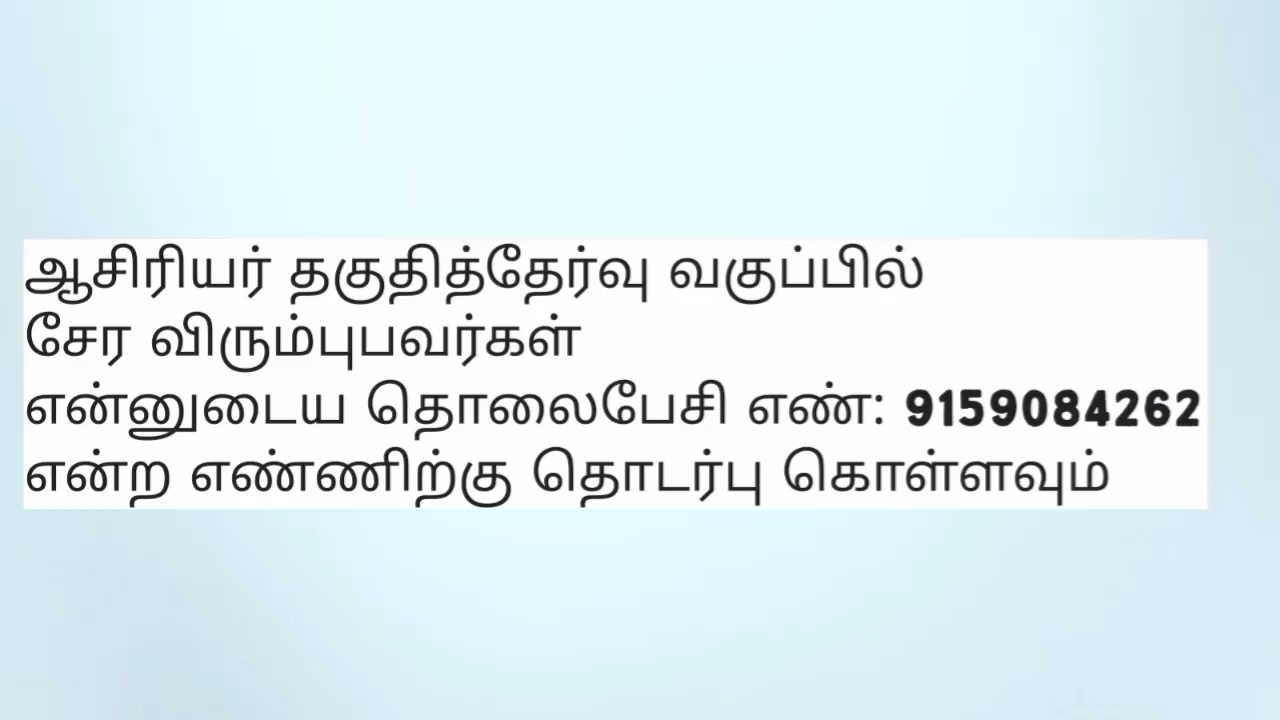 ஆசிரியர் தகுதித்தேர்வு வகுப்பில்
சேர விரும்புபவர்கள்
என்னுடைய தொலைபேசி எண்: 9159084262
என்ற எண்ணிற்கு தொடர்பு கொள்ளவும்